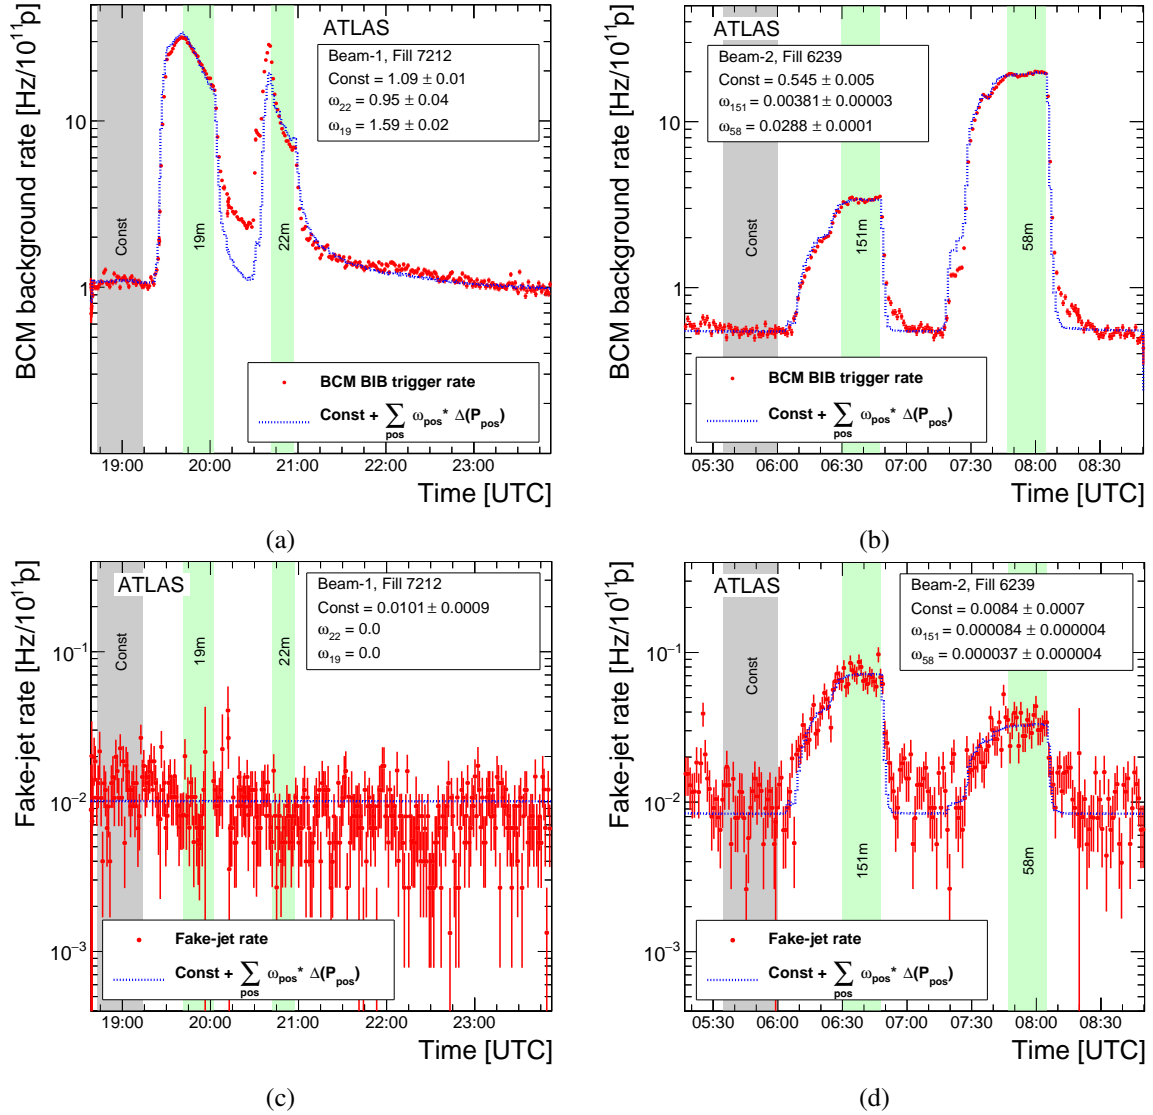 BCM background rate [Hz/10¹¹p]
10
1
ATLAS
Beam-1, Fill 7212
Const = 1.09 ± 0.01
ω₂₂ = 0.95 ± 0.04
ω₁₉ = 1.59 ± 0.02
Const
19m
22m
BCM BIB trigger rate
Const + ∑pos ωpos* Δ(Ppos)
19:00 20:00 21:00 22:00 23:00
Time [UTC]
(a)
BCM background rate [Hz/10¹¹p]
10
1
ATLAS
Beam-2, Fill 6239
Const = 0.545 ± 0.005
ω₁₅₁ = 0.00381 ± 0.00003
ω₅₈ = 0.0288 ± 0.0001
Const
151m
58m
BCM BIB trigger rate
Const + ∑pos ωpos* Δ(Ppos)
05:30 06:00 06:30 07:00 07:30 08:00 08:30
Time [UTC]
(b)
Fake-jet rate [Hz/10¹¹p]
10⁻¹
10⁻²
10⁻³
ATLAS
Beam-1, Fill 7212
Const = 0.0101 ± 0.0009
ω₂₂ = 0.0
ω₁₉ = 0.0
Const
19m
22m
Fake-jet rate
Const + ∑pos ωpos* Δ(Ppos)
19:00 20:00 21:00 22:00 23:00
Time [UTC]
(c)
Fake-jet rate [Hz/10¹¹p]
10⁻¹
10⁻²
10⁻³
ATLAS
Beam-2, Fill 6239
Const = 0.0084 ± 0.0007
ω₁₅₁ = 0.000084 ± 0.000004
ω₅₈ = 0.000037 ± 0.000004
Const
151m
58m
Fake-jet rate
Const + ∑pos ωpos* Δ(Ppos)
05:30 06:00 06:30 07:00 07:30 08:00 08:30
Time [UTC]
(d)